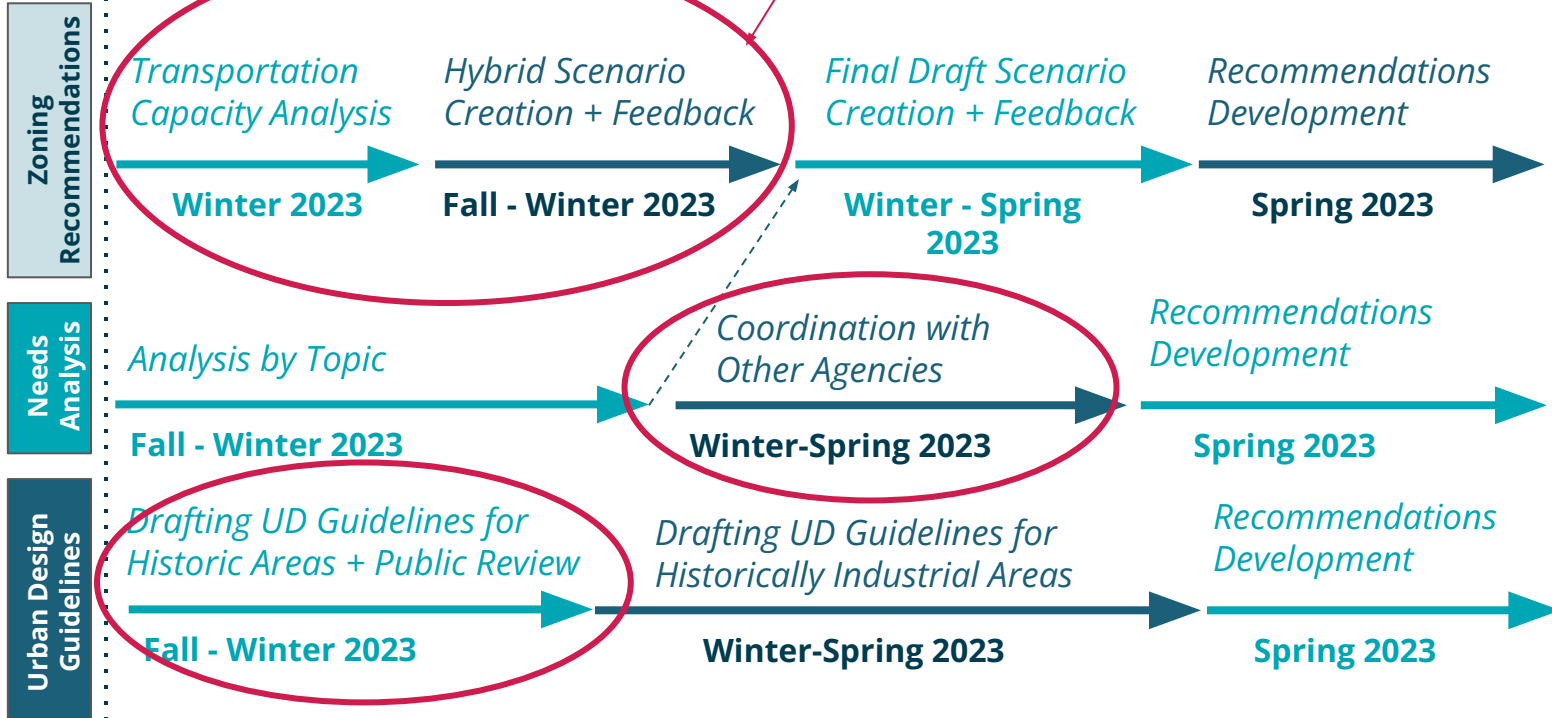 Zoning
Recommendations
Transportation
Capacity Analysis
Winter 2023
Hybrid Scenario
Creation + Feedback
Fall - Winter 2023
Final Draft Scenario
Creation + Feedback
Winter - Spring
2023
Recommendations
Development
Spring 2023
Needs
Analysis
Analysis by Topic
Fall - Winter 2023
Coordination with
Other Agencies
Winter-Spring 2023
Recommendations
Development
Spring 2023
Urban Design
Guidelines
Drafting UD Guidelines for
Historic Areas + Public Review
Fall - Winter 2023
Drafting UD Guidelines for
Historically Industrial Areas
Winter-Spring 2023
Recommendations
Development
Spring 2023